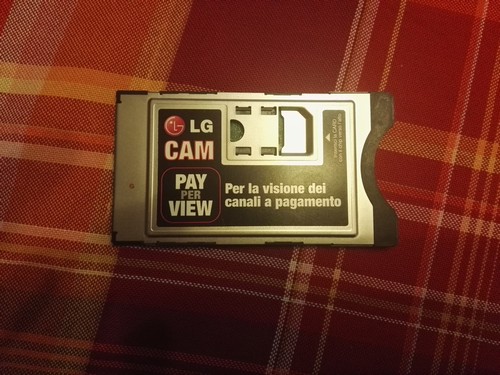 LG
CAM
PAY
PER
VIEW
Per la visione dei
canali a pagamento